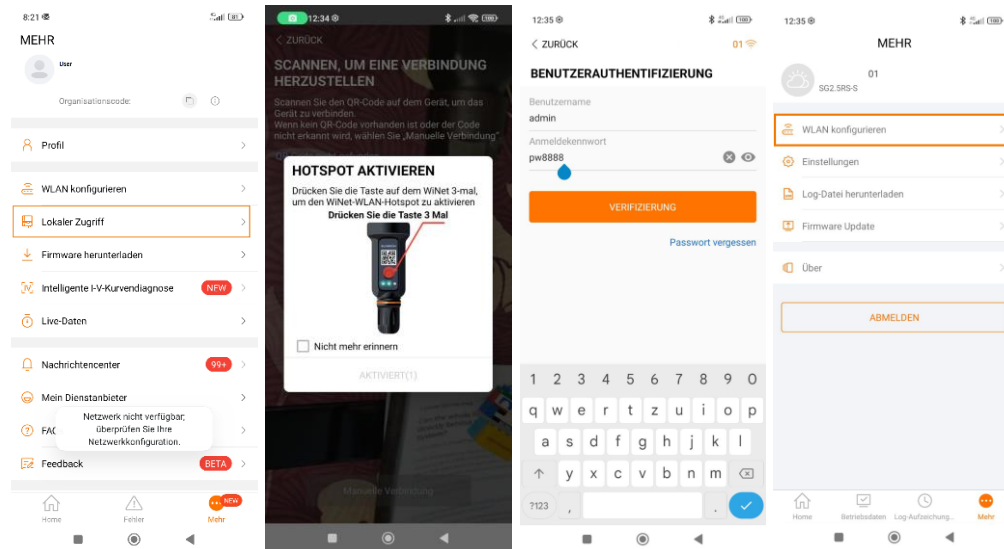 8:21
81
MEHR
User
Organisationscode:
Profil
WLAN konfigurieren
Lokaler Zugriff
Firmware herunterladen
Intelligente I-V-Kurvendiagnose
NEW
Live-Daten
Nachrichtencenter
99+
Mein Dienstanbieter
Netzwerk nicht verfügbar;
überprüfen Sie Ihre
Netzwerkkonfiguration.
FAQ
Feedback
BETA
NEW
Home
Fehler
Mehr
12:34
100
ZURÜCK
SCANNEN, UM EINE VERBINDUNG
HERZUSTELLEN
Scannen Sie den QR-Code auf dem Gerät, um das
Gerät zu verbinden.
Wenn kein QR-Code vorhanden ist oder der Code
nicht erkannt wird, wählen Sie „Manuelle Verbindung“.
HOTSPOT AKTIVIEREN
Drücken Sie die Taste auf dem WiNet 3-mal,
um den WiNet-WLAN-Hotspot zu aktivieren
Drücken Sie die Taste 3 Mal
Nicht mehr erinnern
AKTIVIERT(1)
Manuelle Verbindung
12:35
100
ZURÜCK
01
BENUTZERAUTHENTIFIZIERUNG
Benutzername
admin
Anmeldekennwort
pw8888
VERIFIZIERUNG
Passwort vergessen
1 2 3 4 5 6 7 8 9 0
q w e r t z u i o p
a s d f g h j k l
y x c v b n m
?123 , .
12:35
100
MEHR
01
SG2.5RS-S
WLAN konfigurieren
Einstellungen
Log-Datei herunterladen
Firmware Update
Über
ABMELDEN
Home
Betriebsdaten
Log-Aufzeichung...
Mehr